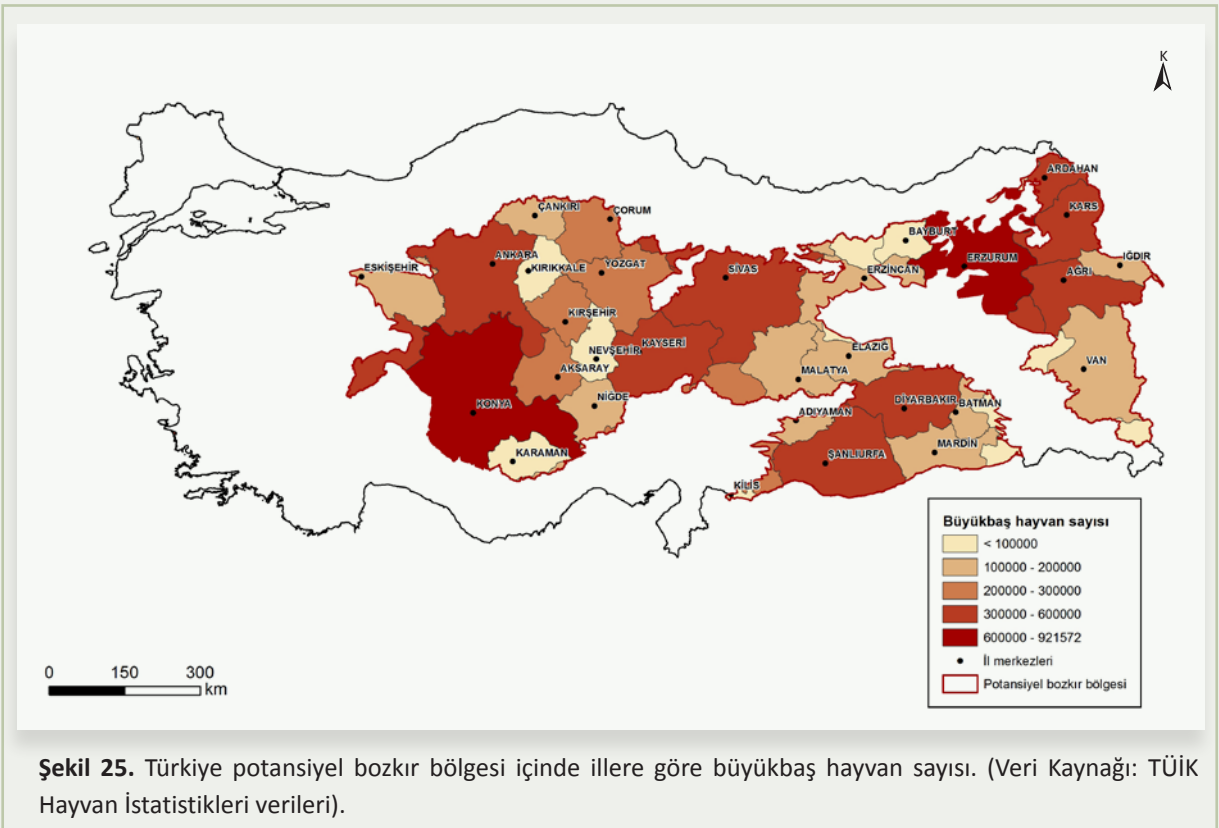 K
ARDAHAN
ÇANKIRI
ÇORUM
KARS
BAYBURT
ANKARA
ESKİŞEHİR
KIRIKKALE
YOZGAT
SIVAS
ERZİNCAN
ERZURUM
IĞDIR
AĞRI
KIRŞEHİR
NEVŞEHİR
KAYSERİ
ELAZIĞ
VAN
AKSARAY
MALATYA
NİĞDE
DİYARBAKIR
BATMAN
KONYA
ADIYAMAN
MARDİN
KARAMAN
ŞANLIURFA
KİLİS
Büyükbaş hayvan sayısı
< 100000
100000 - 200000
200000 - 300000
300000 - 600000
600000 - 921572
İl merkezleri
Potansiyel bozkır bölgesi
0 150 300
km
Şekil 25. Türkiye potansiyel bozkır bölgesi içinde illere göre büyükbaş hayvan sayısı. (Veri Kaynağı: TÜİK
Hayvan İstatistikleri verileri).